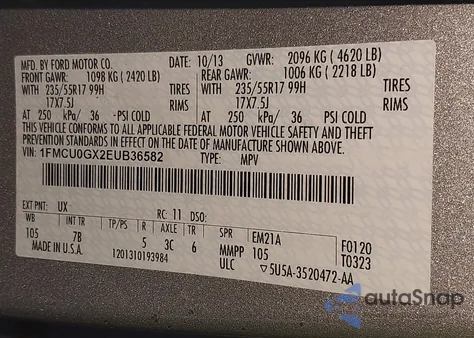 MFD. BY FORD MOTOR CO. 10/13 GVWR: 2096 KG (4620 LB)
FRONT GAWR: 1098 KG (2420 LB) REAR GAWR: 1006 KG (2218 LB)
WITH 235/55R17 99H TIRES WITH 235/55R17 99H TIRES
17X7.5J RIMS 17X7.5J RIMS
AT 250 kPa/ 36 PSI COLD AT 250 kPa/ 36 PSI COLD
THIS VEHICLE CONFORMS TO ALL APPLICABLE FEDERAL MOTOR VEHICLE SAFETY AND THEFT
PREVENTION STANDARDS IN EFFECT ON THE DATE OF MANUFACTURE SHOWN ABOVE.
VIN: 1FMCU0GX2EUB36582 TYPE: MPV
EXT PNT: UX RC: 11 DSO:
WB INT TR TP/PS R AXLE TR SPR EM21A F0120
105 7B 5 3C 6 MMPP 105 T0323
MADE IN U.S.A. 1201310193984 ULC 5U5A-3520472-AA
autoSnap